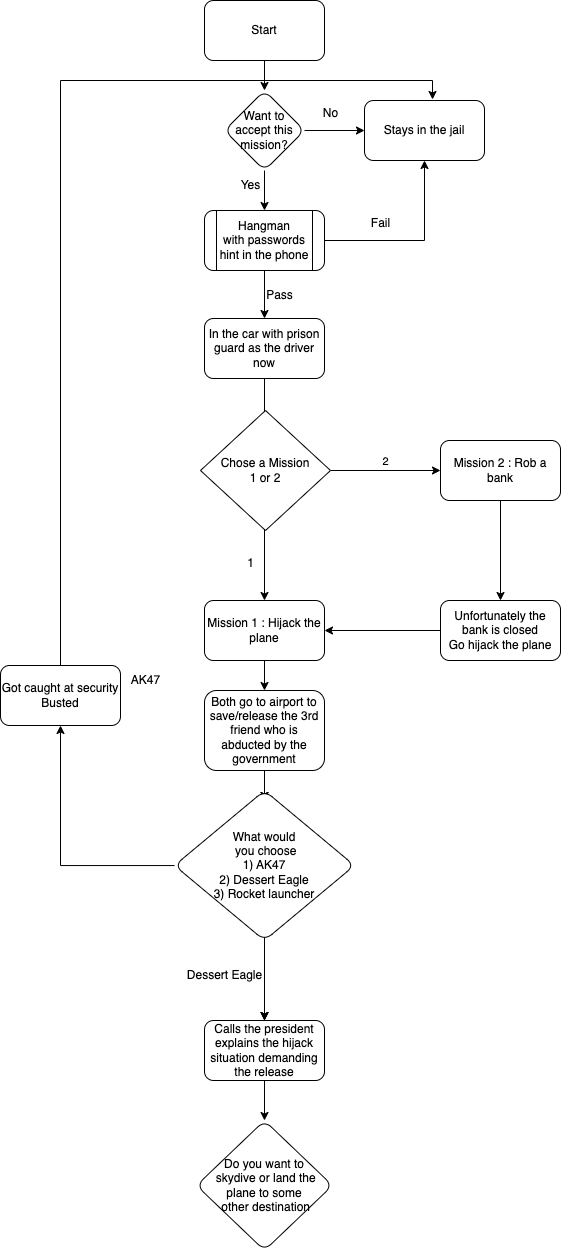 Start
Want to
accept this
mission?
No
Stays in the jail
Yes
Hangman
with passwords
hint in the phone
Fail
Pass
In the car with prison
guard as the driver
now
Chose a Mission
1 or 2
2
Mission 2 : Rob a
bank
1
Mission 1 : Hijack the
plane
Unfortunately the
bank is closed
Go hijack the plane
Got caught at security
Busted
AK47
Both go to airport to
save/release the 3rd
friend who is
abducted by the
government
What would
you choose
1) AK47
2) Dessert Eagle
3) Rocket launcher
Dessert Eagle
Calls the president
explains the hijack
situation demanding
the release
Do you want to
skydive or land the
plane to some
other destination